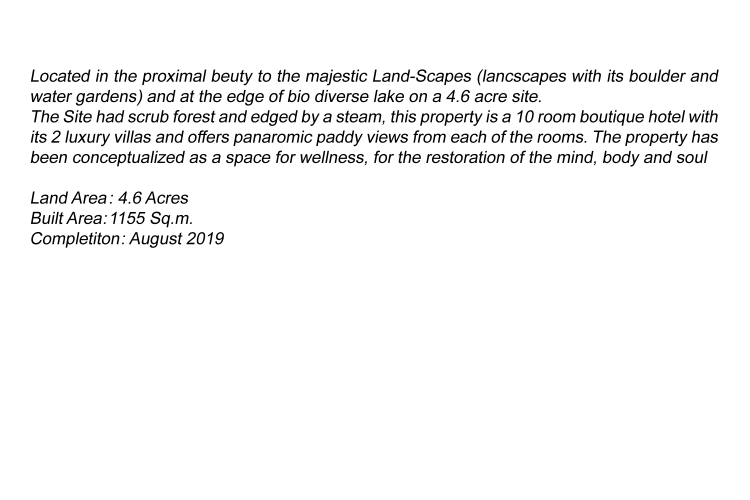 Located in the proximal beuty to the majestic Land-Scapes (lancscapes with its boulder and
water gardens) and at the edge of bio diverse lake on a 4.6 acre site.
The Site had scrub forest and edged by a steam, this property is a 10 room boutique hotel with
its 2 luxury villas and offers panaromic paddy views from each of the rooms. The property has
been conceptualized as a space for wellness, for the restoration of the mind, body and soul
Land Area: 4.6 Acres
Built Area: 1155 Sq.m.
Completiton: August 2019